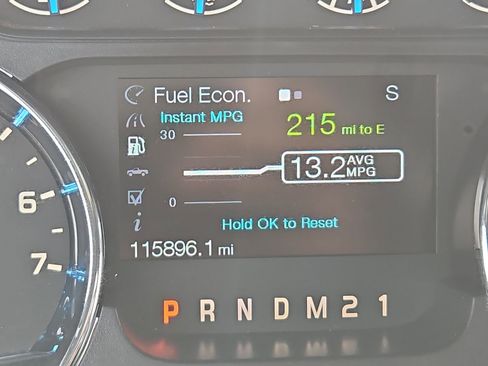 Fuel Econ. S
Instant MPG
215 mi to E
30
13.2 AVG MPG
0
Hold OK to Reset
i
115896.1 mi
6
7
P R N D M 2 1